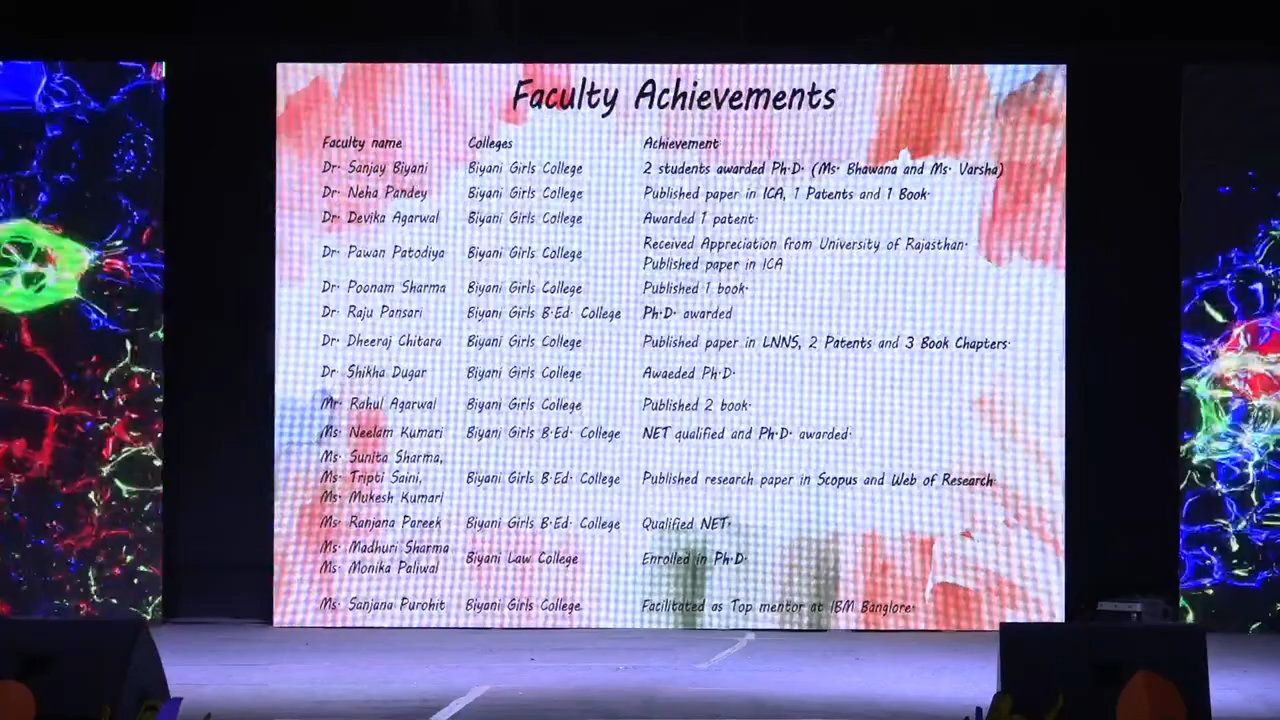 Faculty Achievements
Faculty name Colleges Achievement
Dr. Sanjay Biyani Biyani Girls College 2 students awarded Ph.D. (Ms. Bhawana and Ms. Varsha)
Dr. Neha Pandey Biyani Girls College Published paper in ICA, 1 Patents and 1 Book.
Dr. Devika Agarwal Biyani Girls College Awarded 1 patent.
Dr. Pawan Patodiya Biyani Girls College Received Appreciation from University of Rajasthan.
Published paper in ICA
Dr. Poonam Sharma Biyani Girls College Published 1 book.
Dr. Raju Pansari Biyani Girls B.Ed. College Ph.D. awarded
Dr. Dheeraj Chitara Biyani Girls College Published paper in LNNS, 2 Patents and 3 Book Chapters.
Dr. Shikha Dugar Biyani Girls College Awaeded Ph.D.
Mr. Rahul Agarwal Biyani Girls College Published 2 book.
Ms. Neelam Kumari Biyani Girls B.Ed. College NET qualified and Ph.D. awarded.
Ms. Sunita Sharma,
Ms. Tripti Saini, Biyani Girls B.Ed. College Published research paper in Scopus and Web of Research.
Ms. Mukesh Kumari
Ms. Ranjana Pareek Biyani Girls B.Ed. College Qualified NET.
Ms. Madhuri Sharma
Ms. Monika Paliwal Biyani Law College Enrolled in Ph.D.
Ms. Sanjana Purohit Biyani Girls College Facilitated as Top mentor at IBM Banglore.